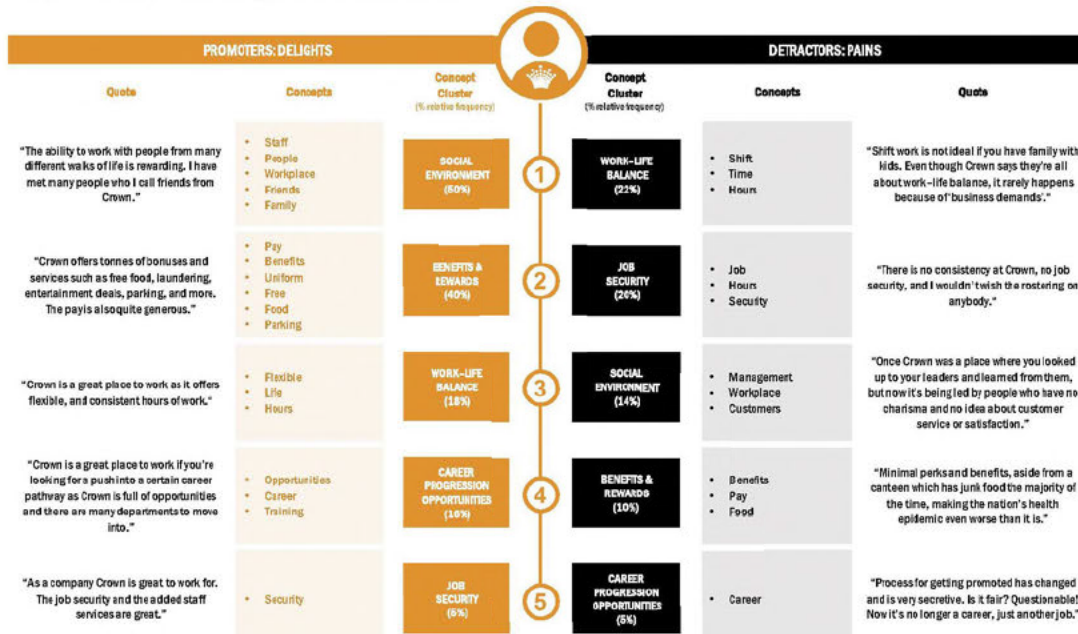 PROMOTERS: DELIGHTS
DETRACTORS: PAINS
Quote
Concepts
Concept
Cluster
(% relative frequency)
Concept
Cluster
(% relative frequency)
Concepts
Quote
"The ability to work with people from many
different walks of life is rewarding. I have
met many people who I call friends from
Crown."
• Staff
• People
• Workplace
• Friends
• Family
SOCIAL
ENVIRONMENT
(50%)
1
WORK-LIFE
BALANCE
(22%)
• Shift
• Time
• Hours
"Shift work is not ideal if you have family with
kids. Even though Crown says they're all
about work-life balance, it rarely happens
because of 'business demands'."
"Crown offers tonnes of bonuses and
services such as free food, laundering,
entertainment deals, parking, and more.
The pay is also quite generous."
• Pay
• Benefits
• Uniform
• Free
• Food
• Parking
BENEFITS &
REWARDS
(40%)
2
JOB
SECURITY
(20%)
• Job
• Hours
• Security
"There is no consistency at Crown, no job
security, and I wouldn't wish the rostering on
anybody."
"Crown is a great place to work as it offers
flexible, and consistent hours of work."
• Flexible
• Life
• Hours
WORK-LIFE
BALANCE
(18%)
3
SOCIAL
ENVIRONMENT
(14%)
• Management
• Workplace
• Customers
"Once Crown was a place where you looked
up to your leaders and learned from them,
but now it's being led by people who have no
charisma and no idea about customer
service or satisfaction."
"Crown is a great place to work if you're
looking for a push into a certain career
pathway as Crown is full of opportunities
and there are many departments to move
into."
• Opportunities
• Career
• Training
CAREER
PROGRESSION
OPPORTUNITIES
(16%)
4
BENEFITS &
REWARDS
(10%)
• Benefits
• Pay
• Food
"Minimal perks and benefits, aside from a
canteen which has junk food the majority of
the time, making the nation's health
epidemic even worse than it is."
"As a company Crown is great to work for.
The job security and the added staff
services are great."
• Security
JOB
SECURITY
(5%)
5
CAREER
PROGRESSION
OPPORTUNITIES
(5%)
• Career
"Process for getting promoted has changed
and is very secretive. Is it fair? Questionable!
Now it's no longer a career, just another job."